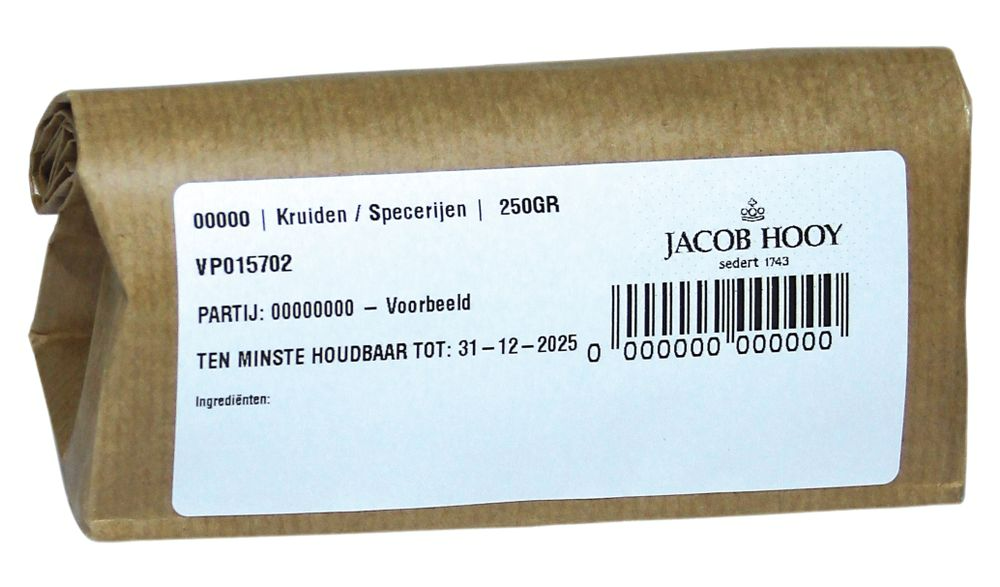 00000 | Kruiden / Specerijen | 250GR
VP015702
PARTIJ: 00000000 – Voorbeeld
TEN MINSTE HOUDBAAR TOT: 31–12–2025
Ingrediënten:
JACOB HOOY
sedert 1743
0 000000 000000